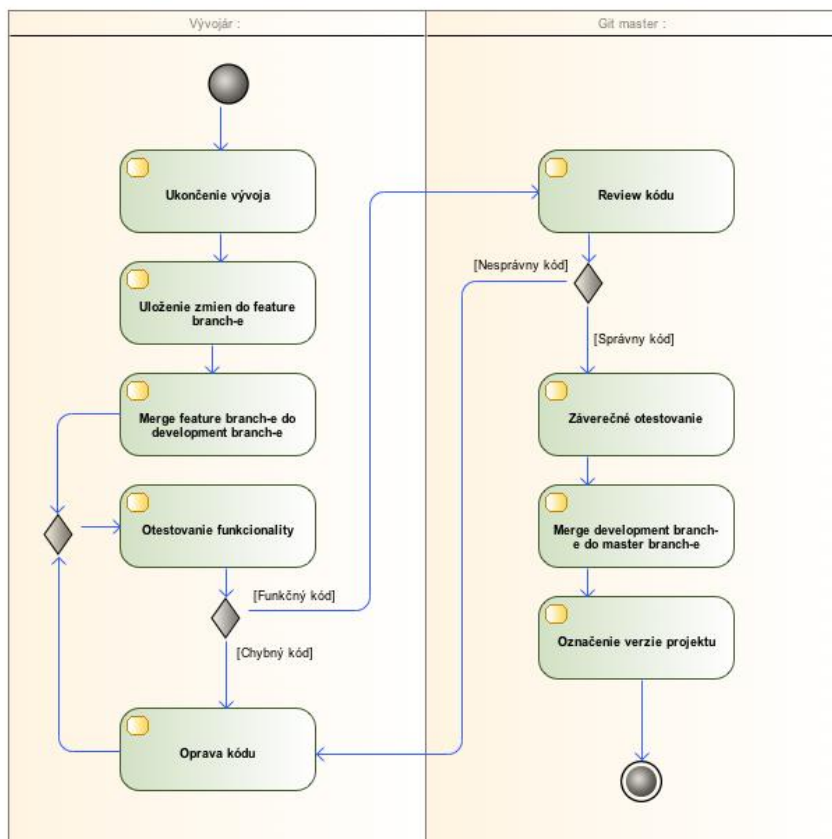 Vývojár :
Git master :
Ukončenie vývoja
Uloženie zmien do feature
branch-e
Merge feature branch-e do
development branch-e
Otestovanie funkcionality
[Funkčný kód]
[Chybný kód]
Oprava kódu
Review kódu
[Nesprávny kód]
[Správny kód]
Záverečné otestovanie
Merge development branch-
e do master branch-e
Označenie verzie projektu